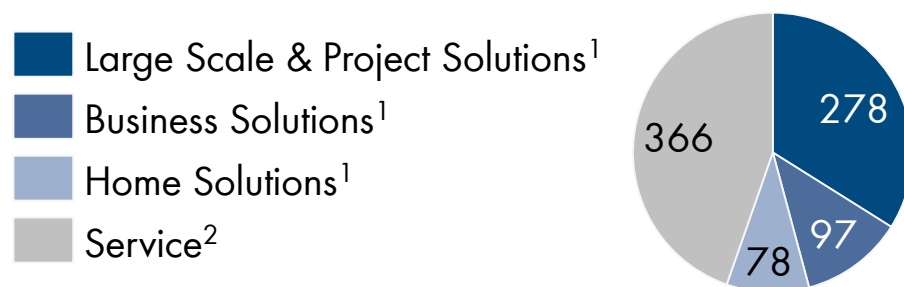 Large Scale & Project Solutions¹
Business Solutions¹
Home Solutions¹
Service²
278
366
97
78